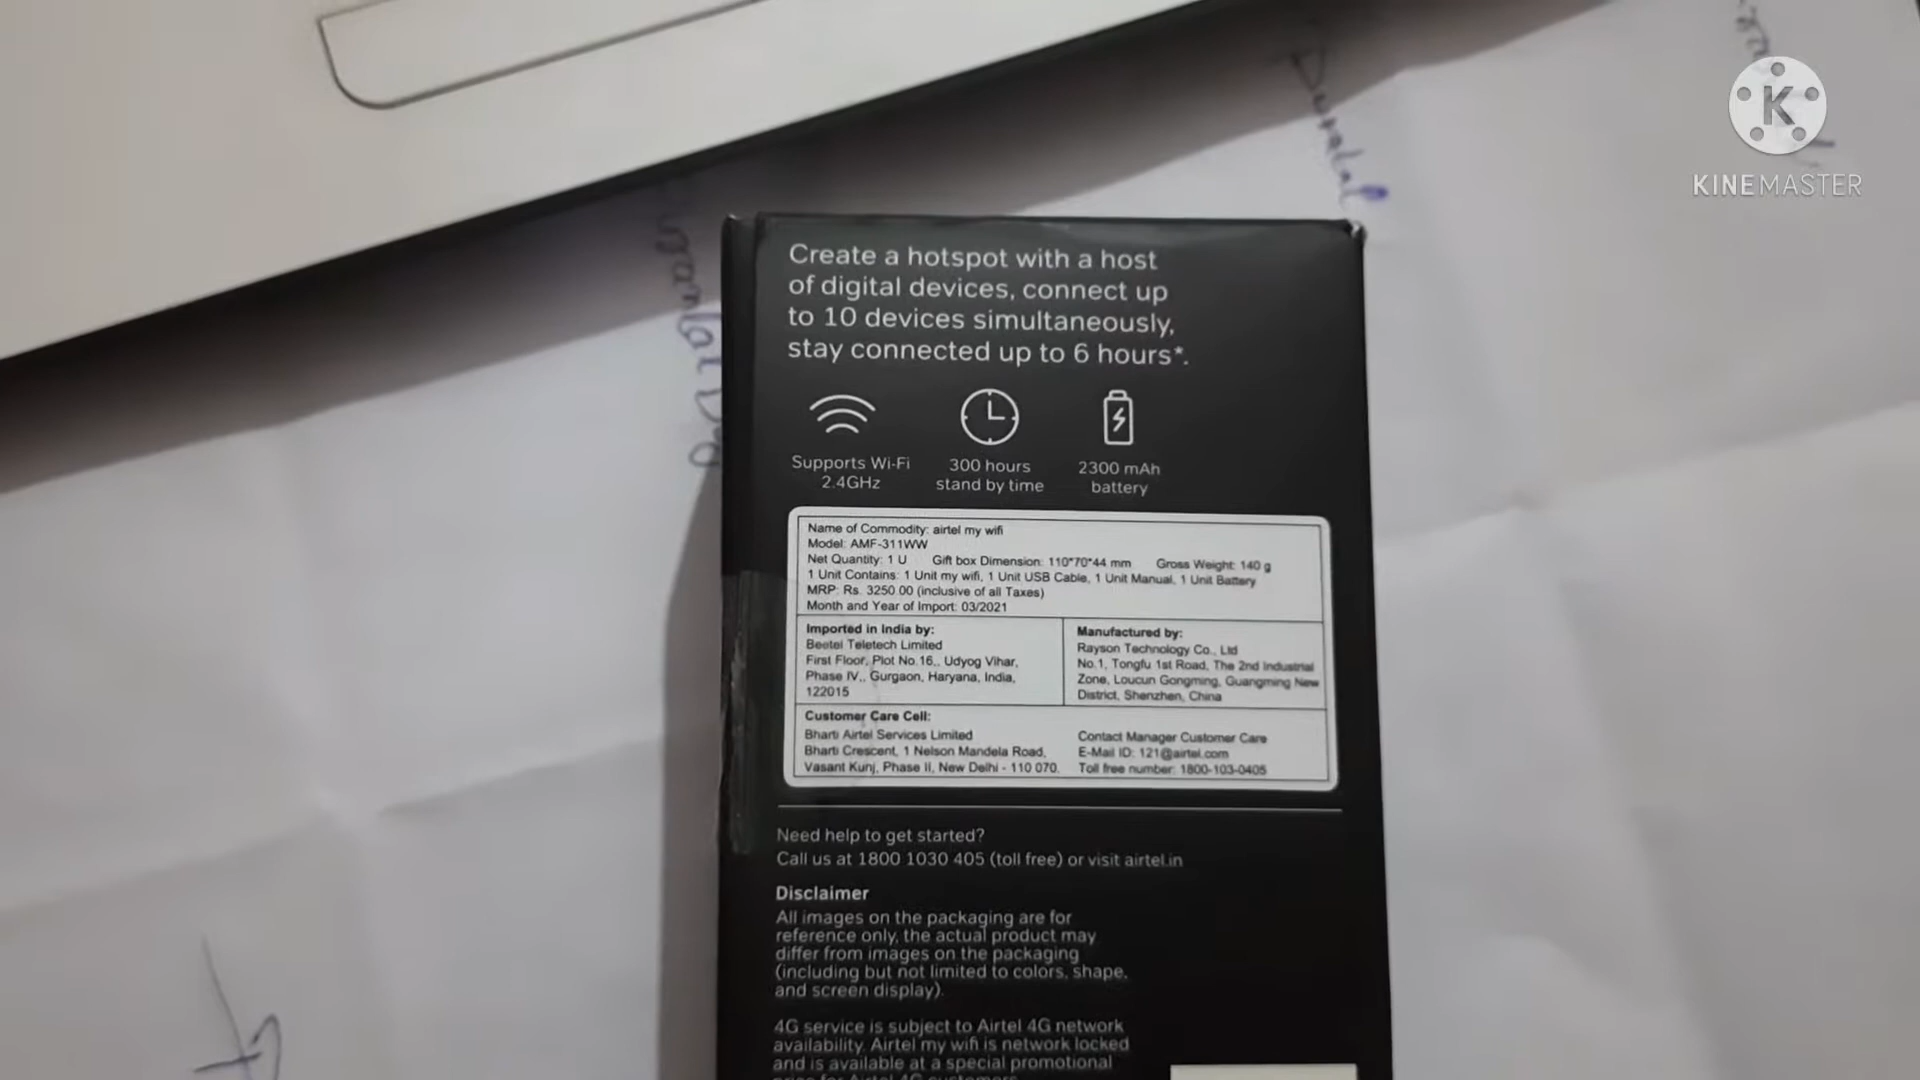 KINEMASTER
Create a hotspot with a host
of digital devices, connect up
to 10 devices simultaneously,
stay connected up to 6 hours*.
Supports Wi-Fi
2.4GHz
300 hours
stand by time
2300 mAh
battery
Name of Commodity: airtel my wifi
Model: AMF-311WW
Net Quantity: 1 U Gift box Dimension: 110*70*44 mm Gross Weight: 140 g
1 Unit Contains: 1 Unit my wifi, 1 Unit USB Cable, 1 Unit Manual, 1 Unit Battery
MRP: Rs. 3250.00 (inclusive of all Taxes)
Month and Year of Import: 03/2021
Imported in India by:
Beetel Teletech Limited
First Floor, Plot No.16,, Udyog Vihar,
Phase IV,, Gurgaon, Haryana, India,
122015
Manufactured by:
Rayson Technology Co., Ltd
No.1, Tongfu 1st Road, The 2nd Industrial
Zone, Loucun Gongming, Guangming New
District, Shenzhen, China
Customer Care Cell:
Bharti Airtel Services Limited
Bharti Crescent, 1 Nelson Mandela Road,
Vasant Kunj, Phase II, New Delhi - 110 070.
Contact Manager Customer Care
E-Mail ID: 121@airtel.com
Toll free number: 1800-103-0405
Need help to get started?
Call us at 1800 1030 405 (toll free) or visit airtel.in
Disclaimer
All images on the packaging are for
reference only, the actual product may
differ from images on the packaging
(including but not limited to colors, shape,
and screen display).
4G service is subject to Airtel 4G network
availability. Airtel my wifi is network locked
and is available at a special promotional